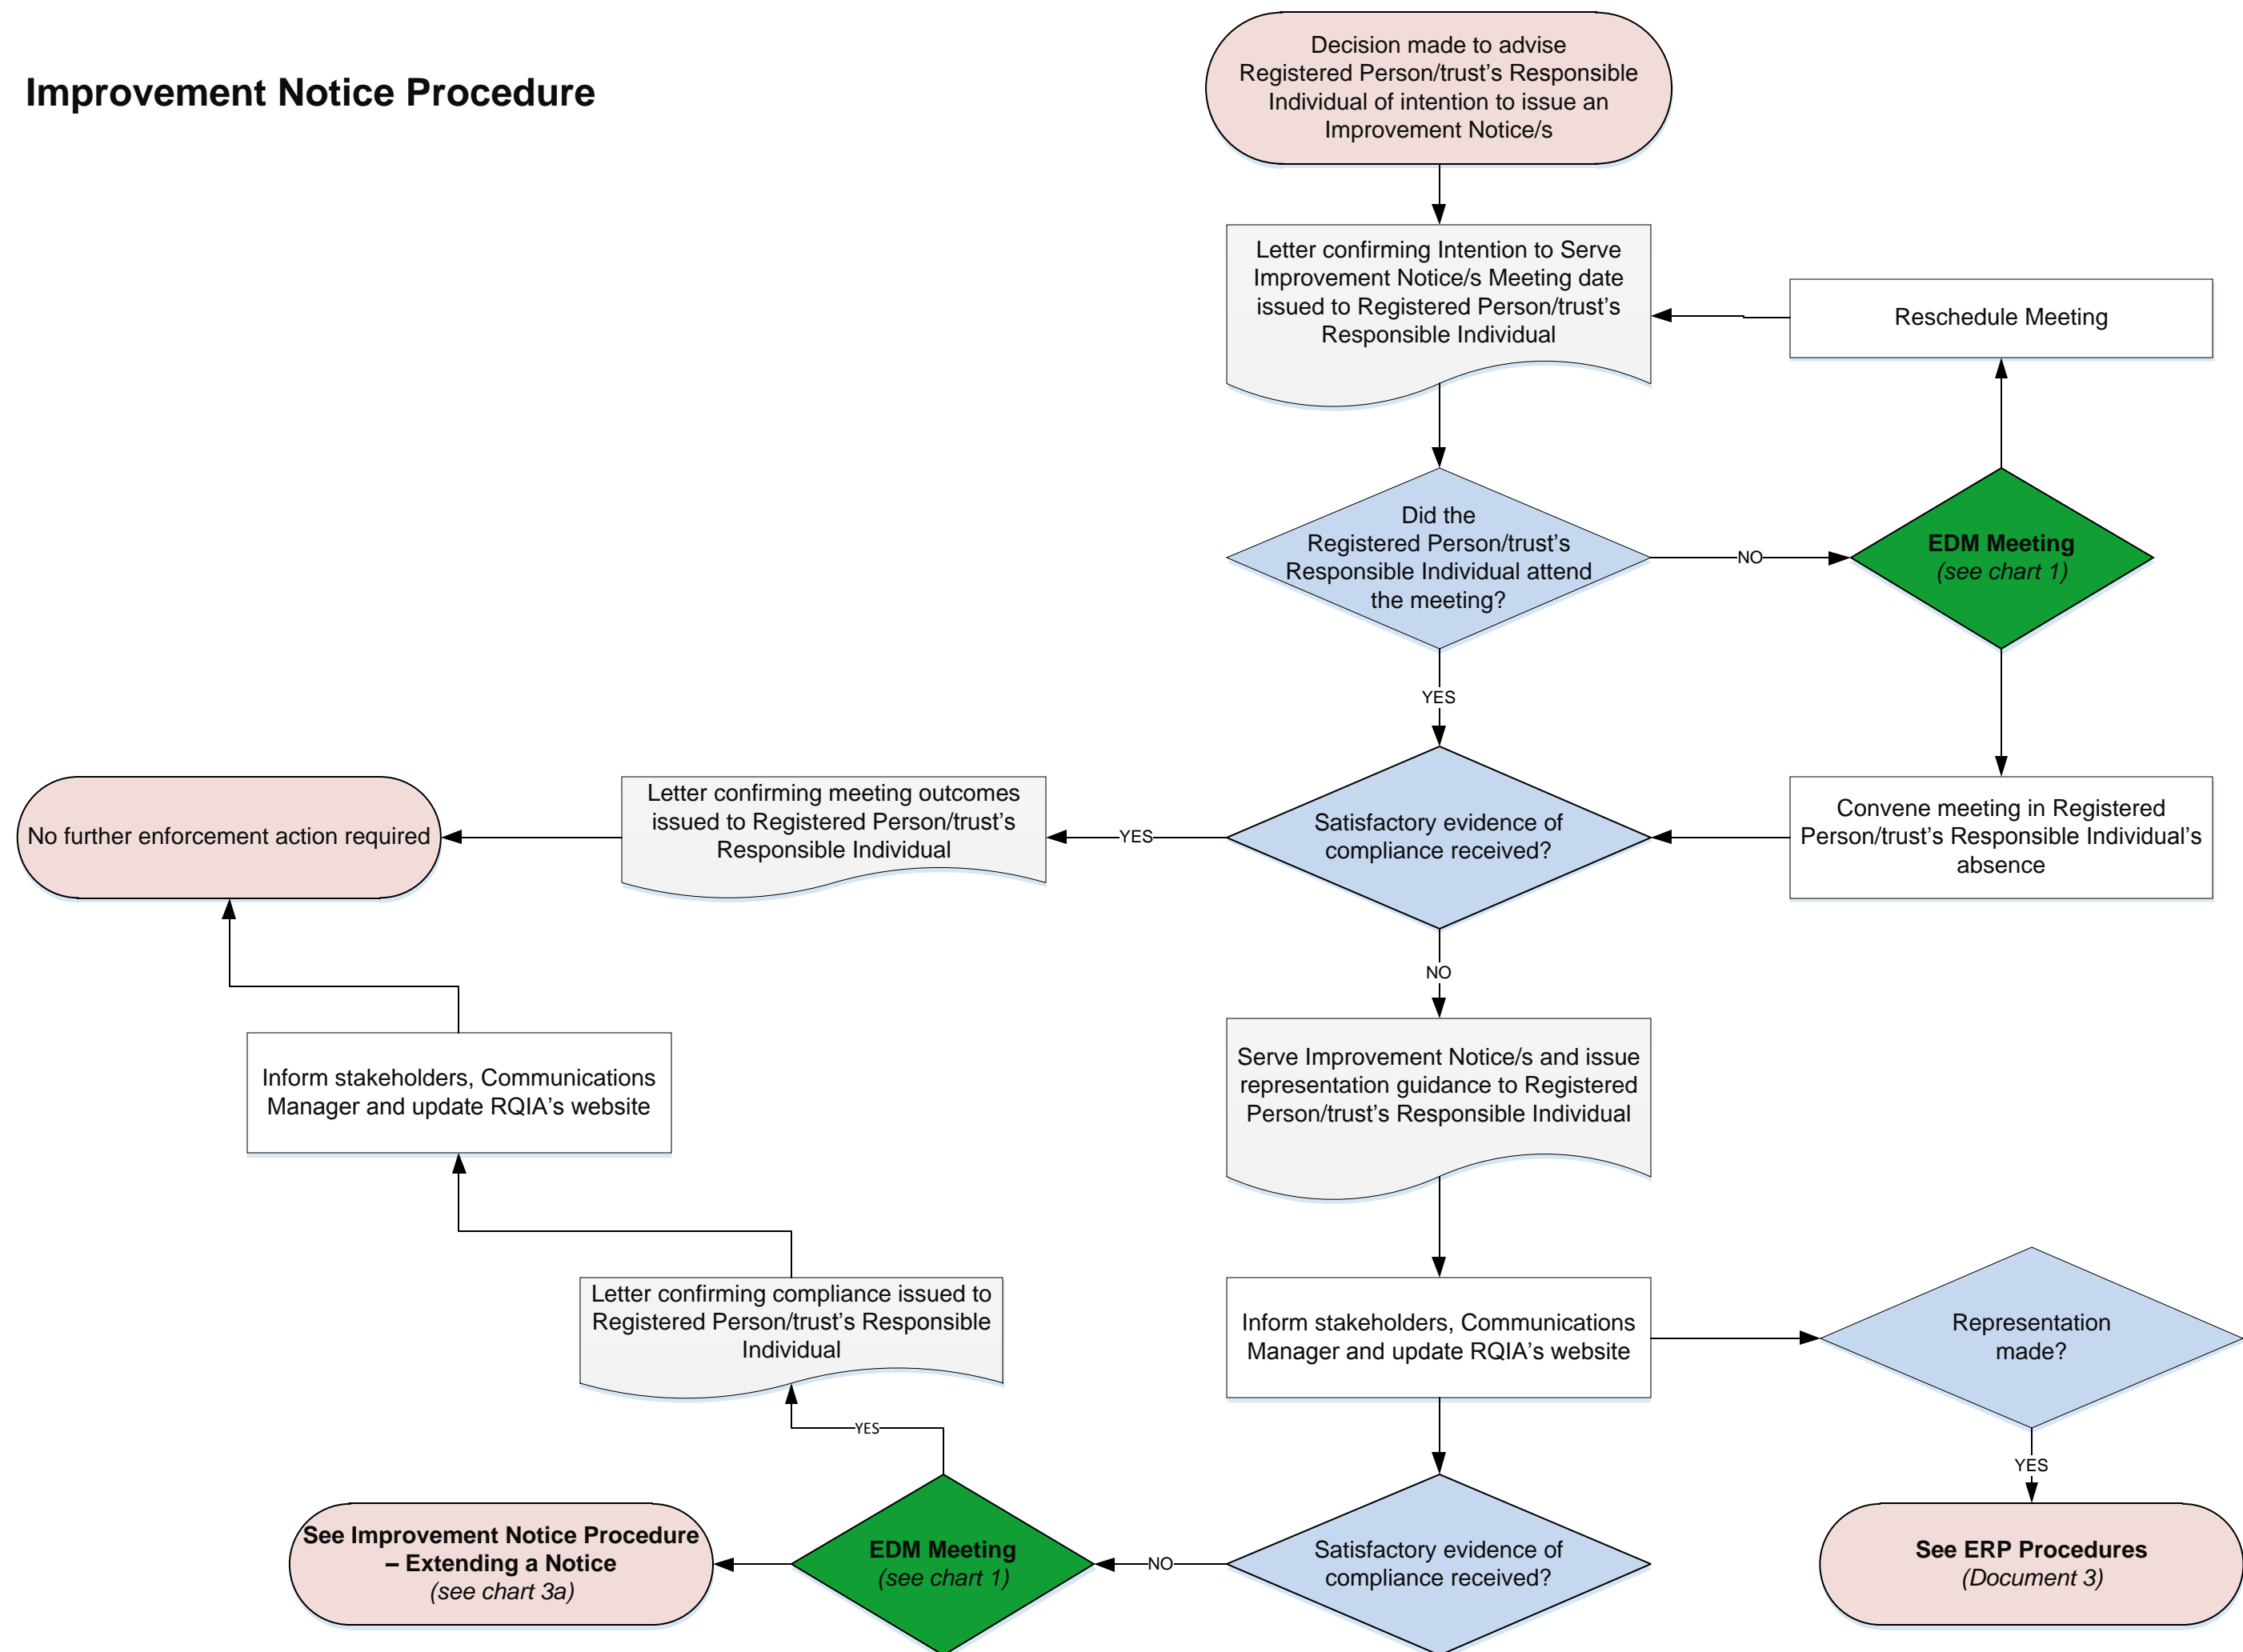 Improvement Notice Procedure
Decision made to advise
Registered Person/trust’s Responsible
Individual of intention to issue an
Improvement Notice/s
Letter confirming Intention to Serve
Improvement Notice/s Meeting date
issued to Registered Person/trust’s
Responsible Individual
Reschedule Meeting
Did the
Registered Person/trust’s
Responsible Individual attend
the meeting?
NO
EDM Meeting
(see chart 1)
YES
No further enforcement action required
Letter confirming meeting outcomes
issued to Registered Person/trust’s
Responsible Individual
YES
Satisfactory evidence of
compliance received?
Convene meeting in Registered
Person/trust’s Responsible Individual’s
absence
NO
Inform stakeholders, Communications
Manager and update RQIA’s website
Serve Improvement Notice/s and issue
representation guidance to Registered
Person/trust’s Responsible Individual
Letter confirming compliance issued to
Registered Person/trust’s Responsible
Individual
Inform stakeholders, Communications
Manager and update RQIA’s website
Representation
made?
YES
YES
See Improvement Notice Procedure
– Extending a Notice
(see chart 3a)
EDM Meeting
(see chart 1)
NO
Satisfactory evidence of
compliance received?
See ERP Procedures
(Document 3)